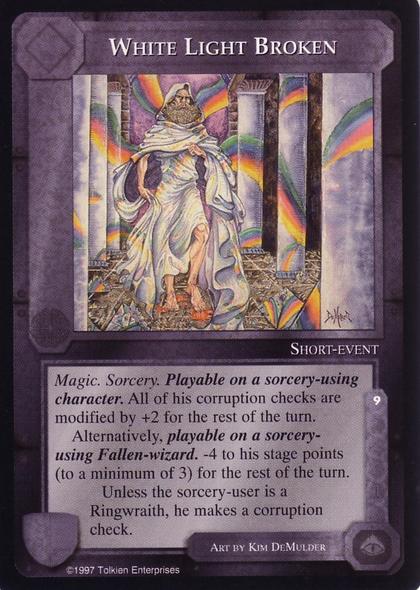 WHITE LIGHT BROKEN
SHORT-EVENT
Magic. Sorcery. Playable on a sorcery-using
character. All of his corruption checks are
modified by +2 for the rest of the turn.
Alternatively, playable on a sorcery-
using Fallen-wizard. -4 to his stage points
(to a minimum of 3) for the rest of the turn.
Unless the sorcery-user is a
Ringwraith, he makes a corruption
check.
9
ART BY KIM DEMULDER
©1997 Tolkien Enterprises